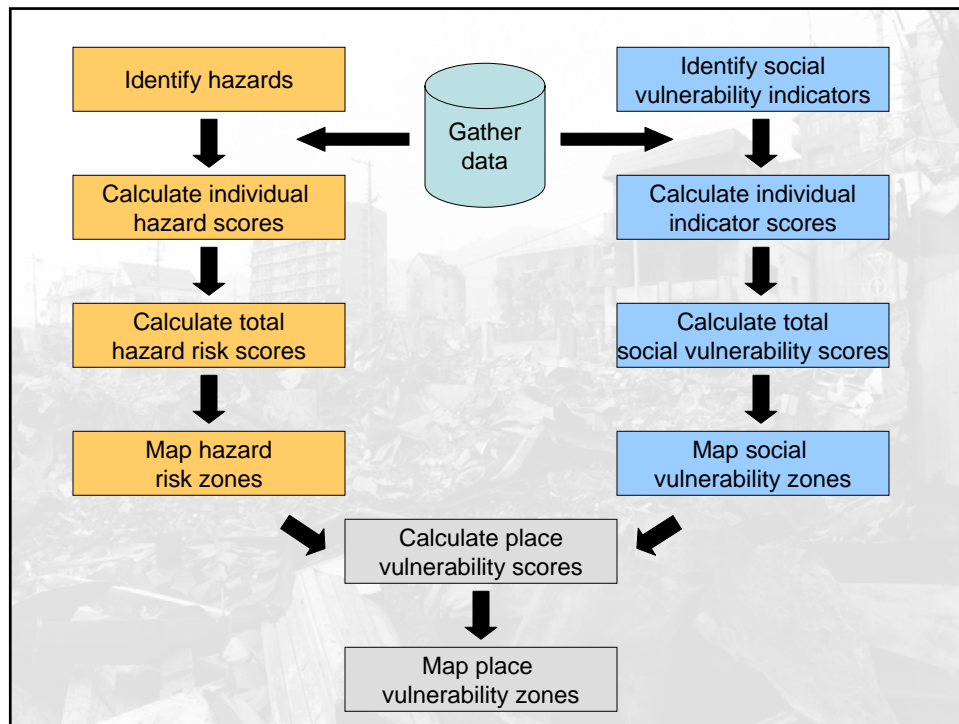 Identify hazards
Gather
data
Identify social
vulnerability indicators
Calculate individual
hazard scores
Calculate individual
indicator scores
Calculate total
hazard risk scores
Calculate total
social vulnerability scores
Map hazard
risk zones
Map social
vulnerability zones
Calculate place
vulnerability scores
Map place
vulnerability zones